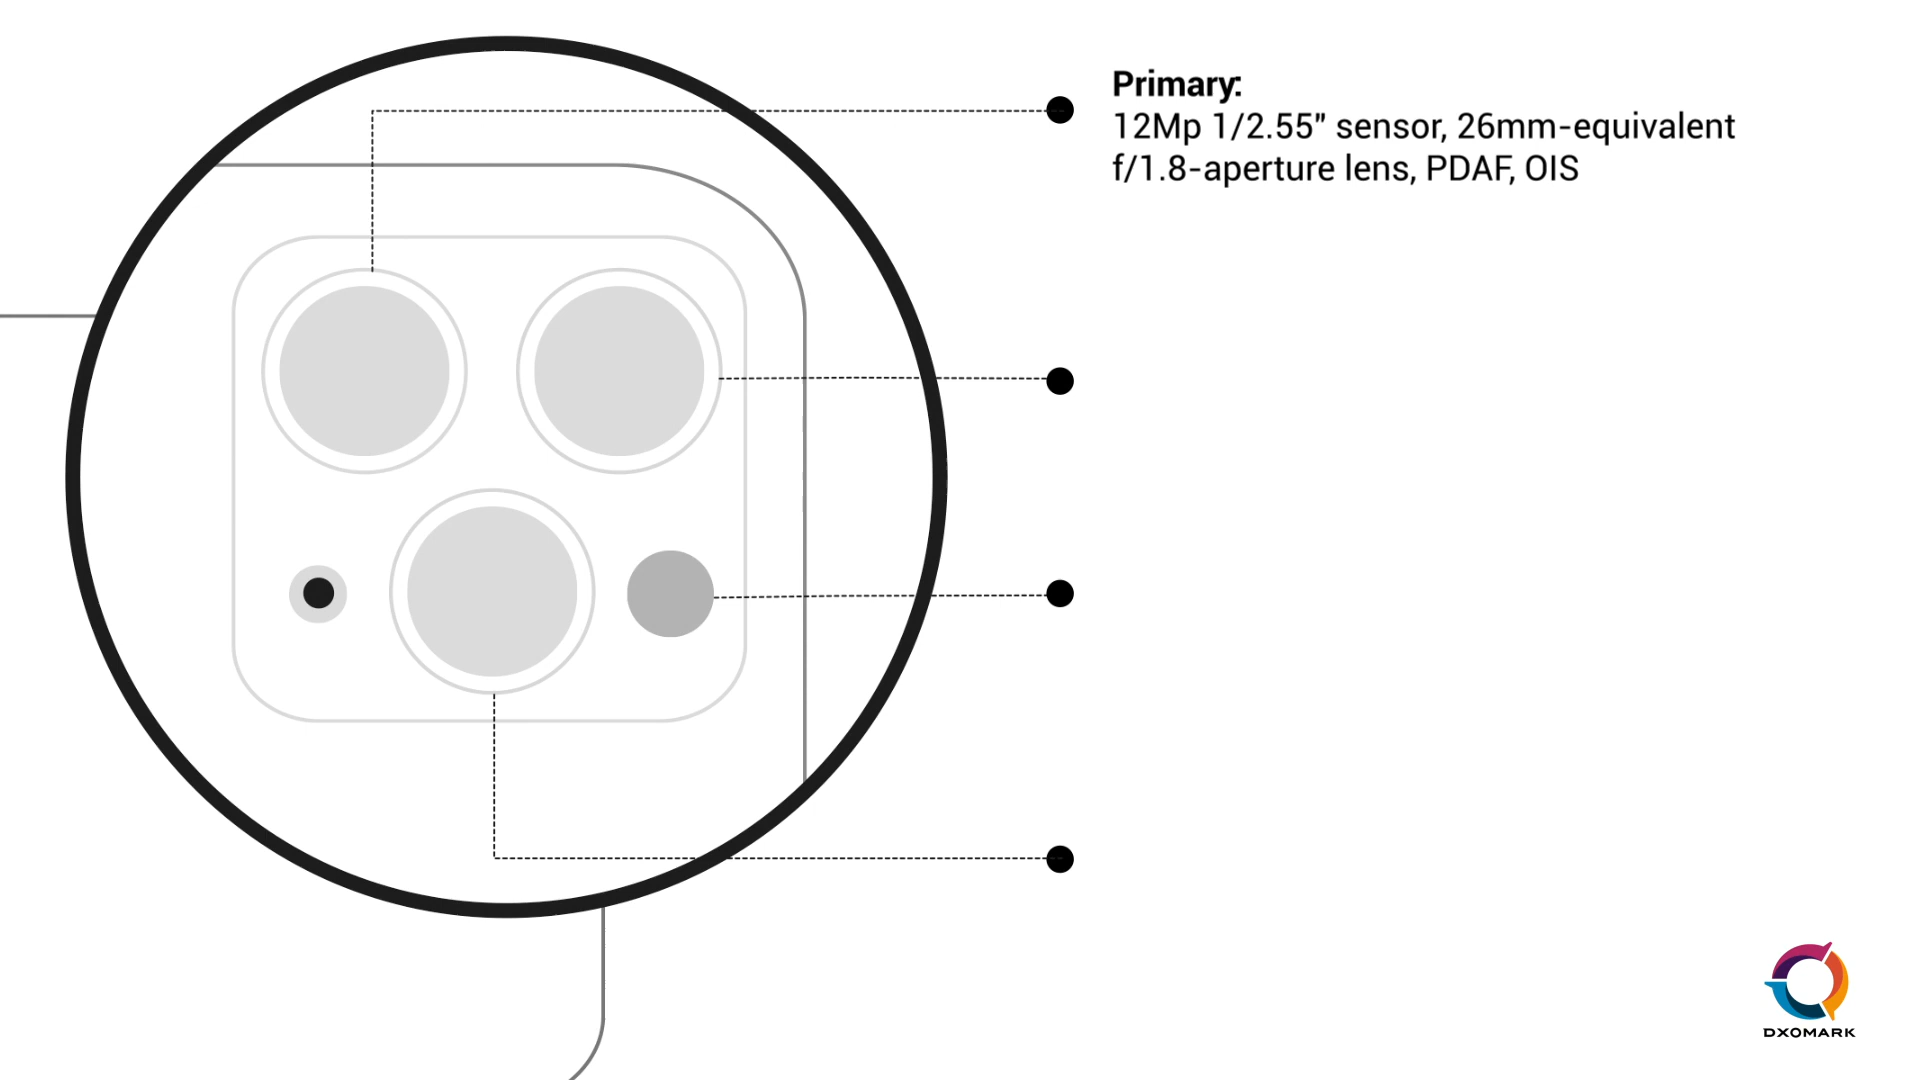 Primary:
12Mp 1/2.55" sensor, 26mm-equivalent
f/1.8-aperture lens, PDAF, OIS
DXOMARK